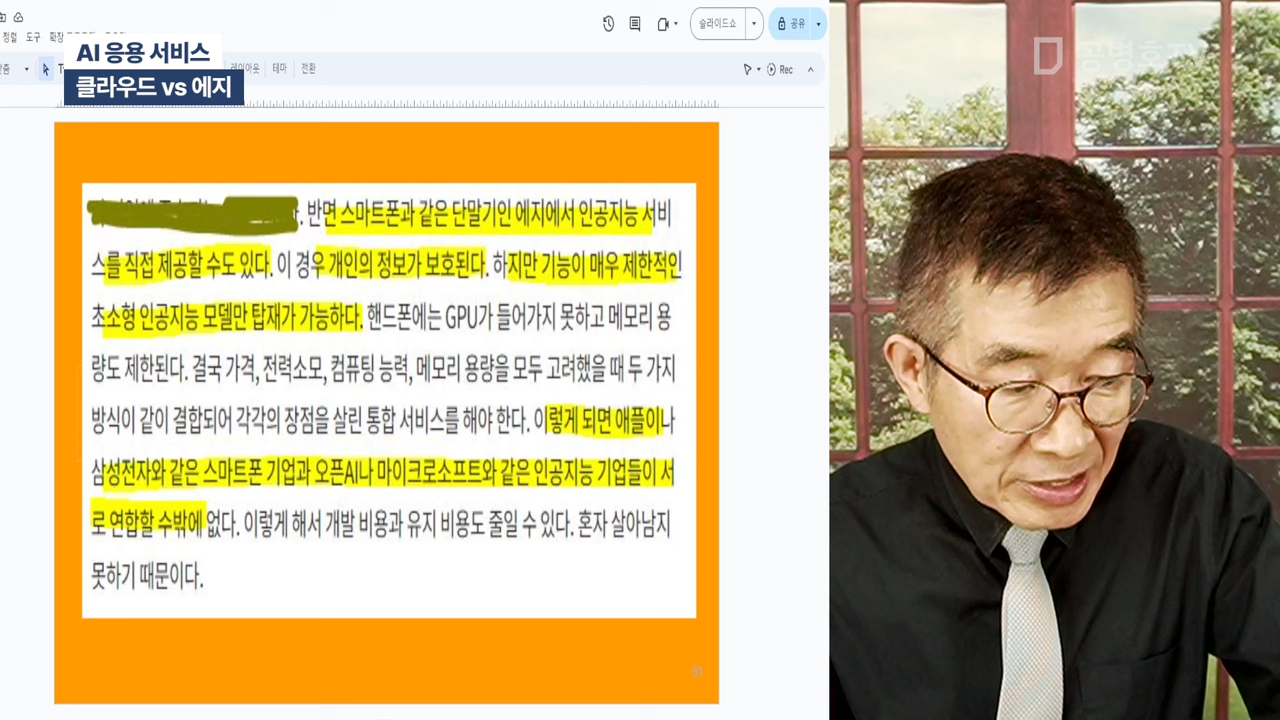 정렬 도구
AI 응용 서비스
클라우드 vs 에지
테마
전환
슬라이드쇼
공유
Rec
공병호
. 반면 스마트폰과 같은 단말기인 에지에서 인공지능 서비
스를 직접 제공할 수도 있다. 이 경우 개인의 정보가 보호된다. 하지만 기능이 매우 제한적인
초소형 인공지능 모델만 탑재가 가능하다. 핸드폰에는 GPU가 들어가지 못하고 메모리 용
량도 제한된다. 결국 가격, 전력소모, 컴퓨팅 능력, 메모리 용량을 모두 고려했을 때 두 가지
방식이 같이 결합되어 각각의 장점을 살린 통합 서비스를 해야 한다. 이렇게 되면 애플이나
삼성전자와 같은 스마트폰 기업과 오픈AI나 마이크로소프트와 같은 인공지능 기업들이 서
로 연합할 수밖에 없다. 이렇게 해서 개발 비용과 유지 비용도 줄일 수 있다. 혼자 살아남지
못하기 때문이다.